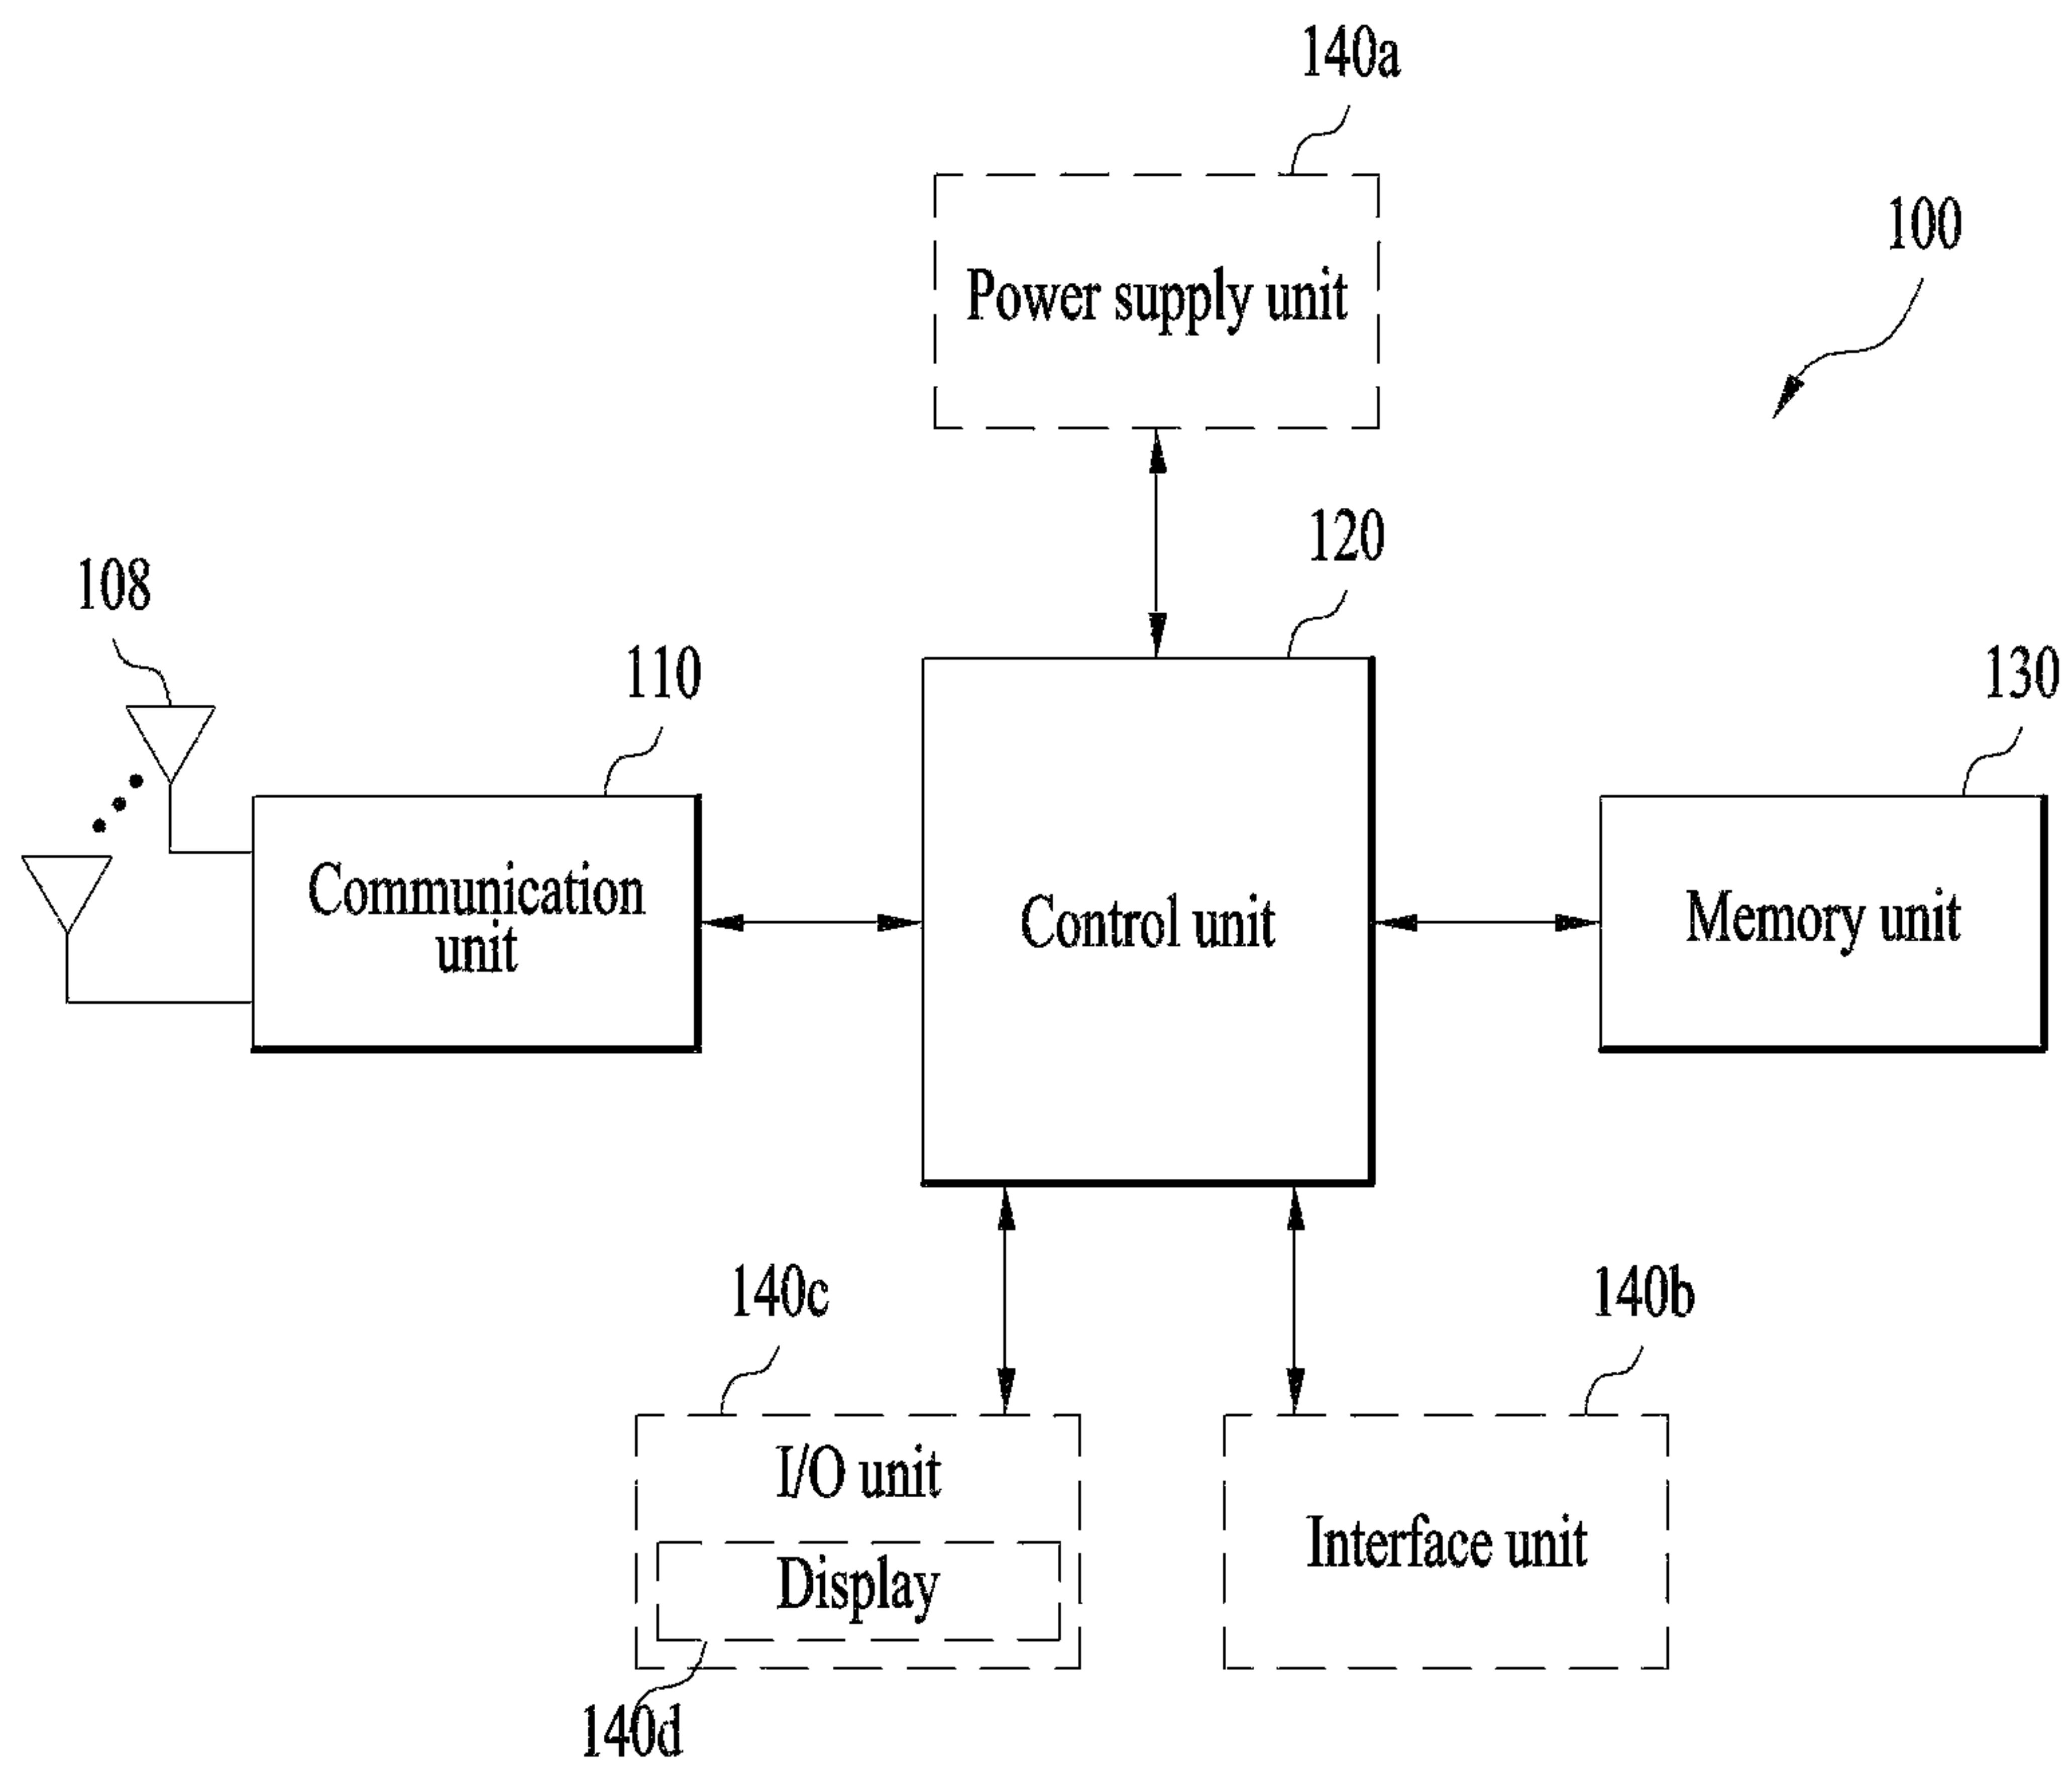 140a
100
Power supply unit
120
108
110
130
Communication
unit
Control unit
Memory unit
140c
140b
I/O unit
Interface unit
Display
140d